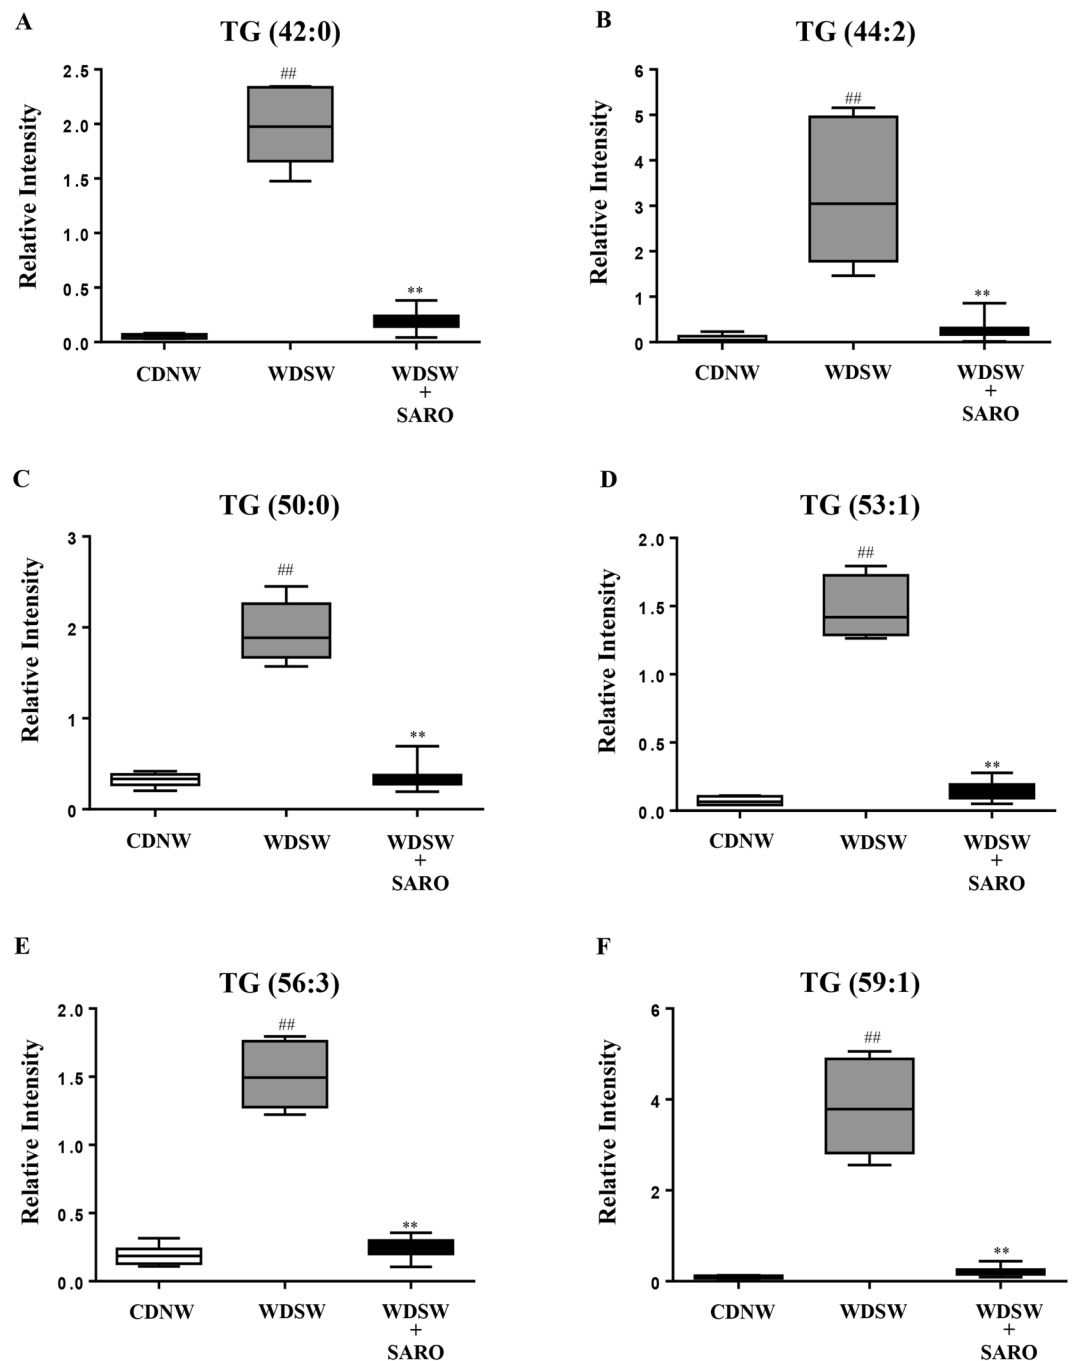 A
TG (42:0)
Relative Intensity
2.5
2.0
1.5
1.0
0.5
0.0
##
**
CDNW
WDSW
WDSW
+
SARO
B
TG (44:2)
Relative Intensity
6
5
4
3
2
1
0
##
**
CDNW
WDSW
WDSW
+
SARO
C
TG (50:0)
Relative Intensity
3
2
1
0
##
**
CDNW
WDSW
WDSW
+
SARO
D
TG (53:1)
Relative Intensity
2.0
1.5
1.0
0.5
0.0
##
**
CDNW
WDSW
WDSW
+
SARO
E
TG (56:3)
Relative Intensity
2.0
1.5
1.0
0.5
0.0
##
**
CDNW
WDSW
WDSW
+
SARO
F
TG (59:1)
Relative Intensity
6
4
2
0
##
**
CDNW
WDSW
WDSW
+
SARO